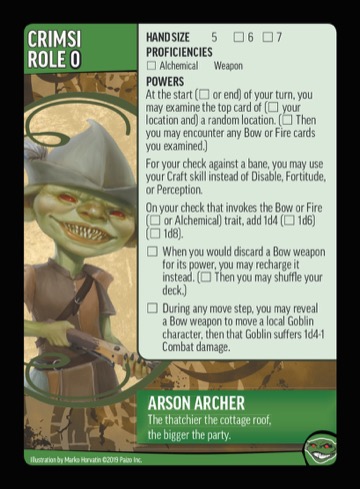 CRIMSI
ROLE 0
HAND SIZE 5 ☐ 6 ☐ 7
PROFICIENCIES
☐ Alchemical Weapon
POWERS
At the start (☐ or end) of your turn, you
may examine the top card of (☐ your
location and) a random location. (☐ Then
you may encounter any Bow or Fire cards
you examined.)
For your check against a bane, you may use
your Craft skill instead of Disable, Fortitude,
or Perception.
On your check that invokes the Bow or Fire
(☐ or Alchemical) trait, add 1d4 (☐ 1d6)
(☐ 1d8).
☐ When you would discard a Bow weapon
for its power, you may recharge it
instead. (☐ Then you may shuffle your
deck.)
☐ During any move step, you may reveal
a Bow weapon to move a local Goblin
character, then that Goblin suffers 1d4-1
Combat damage.
ARSON ARCHER
The thatchier the cottage roof,
the bigger the party.
Illustration by Marko Horvatin ©2019 Paizo Inc.